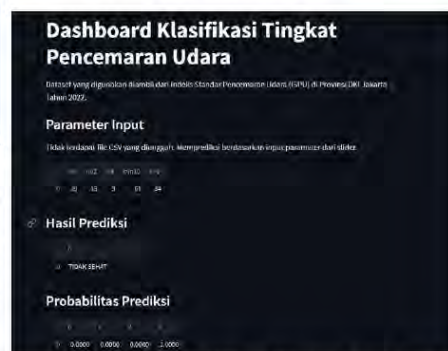 Dashboard Klasifikasi Tingkat
Pencemaran Udara
Dataset yang digunakan diambil dari Indeks Standar Pencemaran Udara (ISPU) di Provinsi DKI Jakarta
Tahun 2022.
Parameter Input
Tidak terdapat file CSV yang diunggah. Memprediksi berdasarkan input parameter dari slider
Hasil Prediksi
0 TIDAK SEHAT
Probabilitas Prediksi
0 0.0000 0.0000 0.0000 1.0000